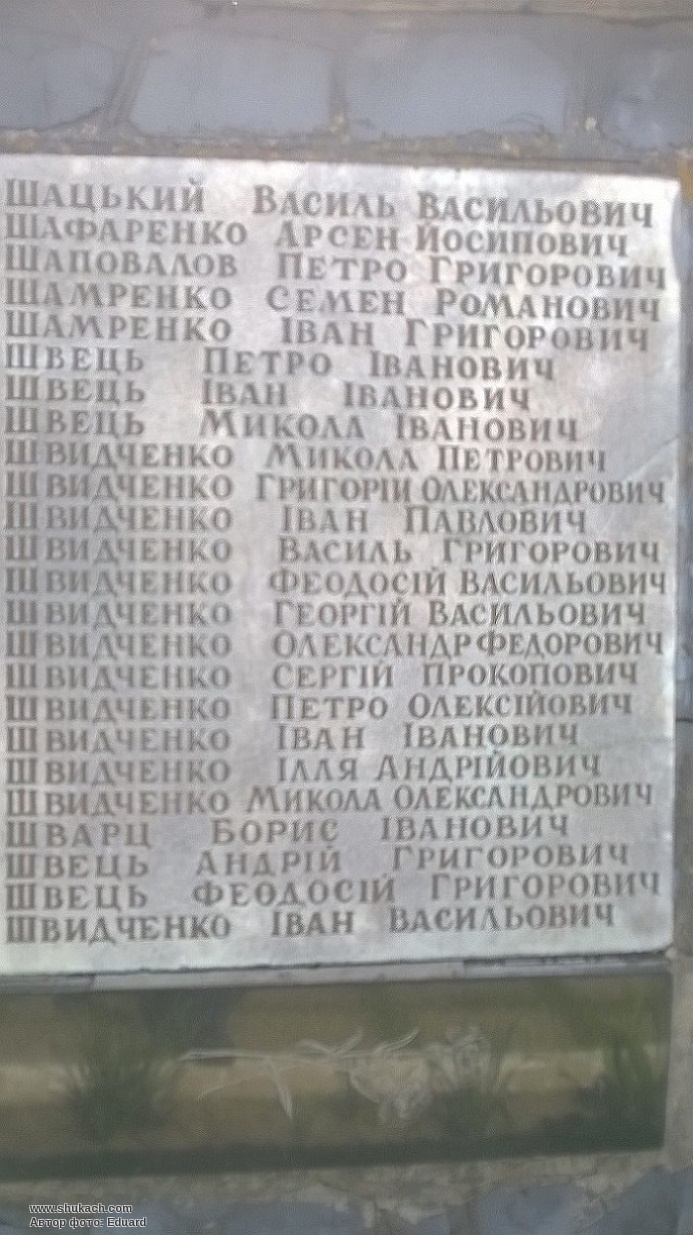 ШАЦЬКИЙ ВАСИЛЬ ВАСИЛЬОВИЧ
ШАФАРЕНКО АРСЕН ЙОСИПОВИЧ
ШАПОВАЛОВ ПЕТРО ГРИГОРОВИЧ
ШАМРЕНКО СЕМЕН РОМАНОВИЧ
ШАМРЕНКО ІВАН ГРИГОРОВИЧ
ШВЕЦЬ ПЕТРО ІВАНОВИЧ
ШВЕЦЬ ІВАН ІВАНОВИЧ
ШВЕЦЬ МИКОЛА ІВАНОВИЧ
ШВИДЧЕНКО МИКОЛА ПЕТРОВИЧ
ШВИДЧЕНКО ГРИГОРІЙ ОЛЕКСАНДРОВИЧ
ШВИДЧЕНКО ІВАН ПАВЛОВИЧ
ШВИДЧЕНКО ВАСИЛЬ ГРИГОРОВИЧ
ШВИДЧЕНКО ФЕОДОСІЙ ВАСИЛЬОВИЧ
ШВИДЧЕНКО ГЕОРГІЙ ВАСИЛЬОВИЧ
ШВИДЧЕНКО ОЛЕКСАНДР ФЕДОРОВИЧ
ШВИДЧЕНКО СЕРГІЙ ПРОКОПОВИЧ
ШВИДЧЕНКО ПЕТРО ОЛЕКСІЙОВИЧ
ШВИДЧЕНКО ІВАН ІВАНОВИЧ
ШВИДЧЕНКО ІЛЛЯ АНДРІЙОВИЧ
ШВИДЧЕНКО МИКОЛА ОЛЕКСАНДРОВИЧ
ШВАРЦ БОРИС ІВАНОВИЧ
ШВЕЦЬ АНДРІЙ ГРИГОРОВИЧ
ШВЕЦЬ ФЕОДОСІЙ ГРИГОРОВИЧ
ШВИДЧЕНКО ІВАН ВАСИЛЬОВИЧ
www.shukach.com
Автор фото: Eduard